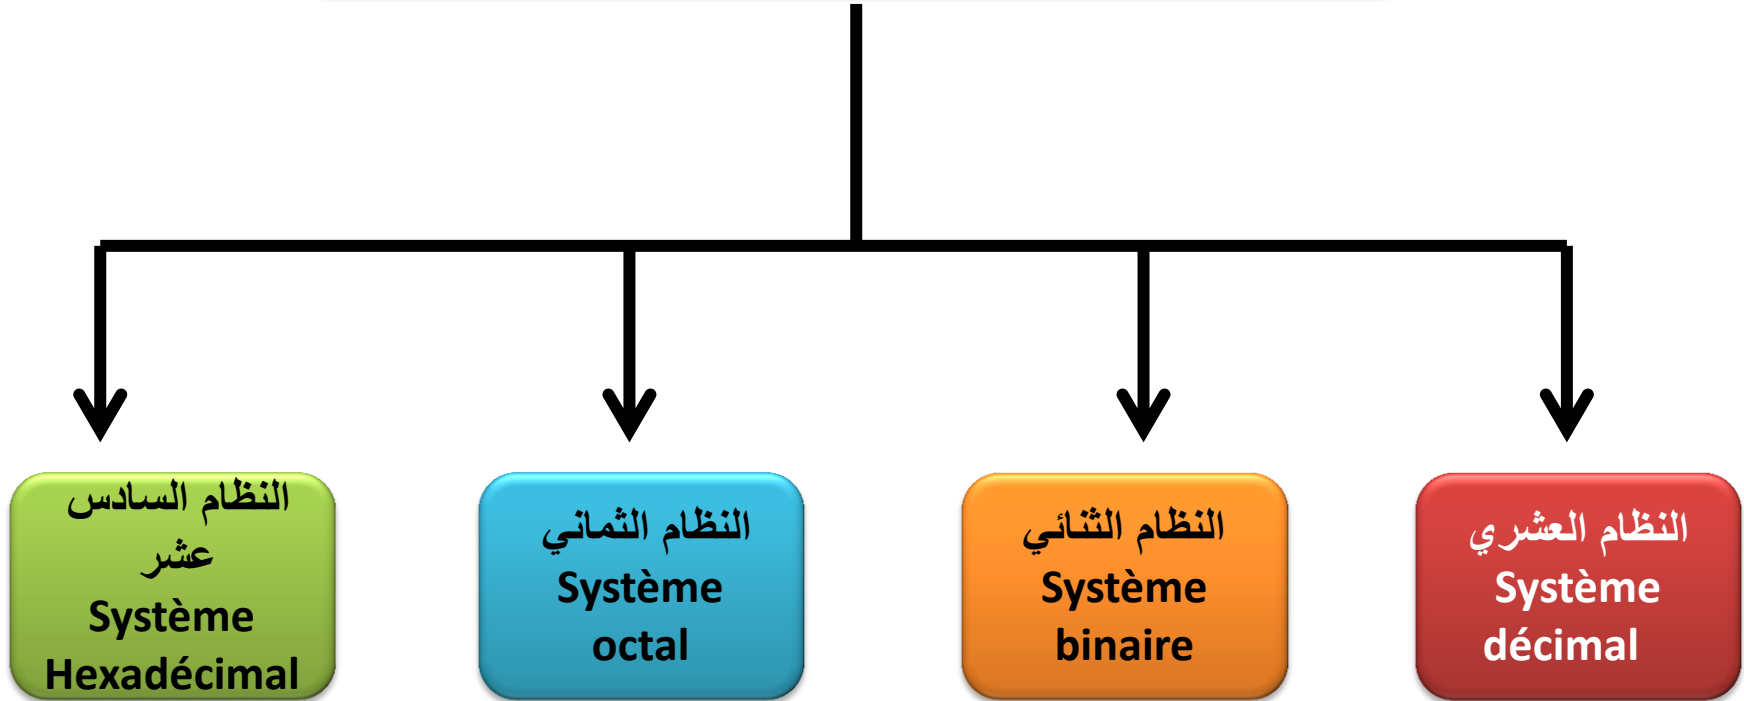 النظام السادس
عشر
Système
Hexadécimal
النظام الثماني
Système
octal
النظام الثنائي
Système
binaire
النظام العشري
Système
décimal